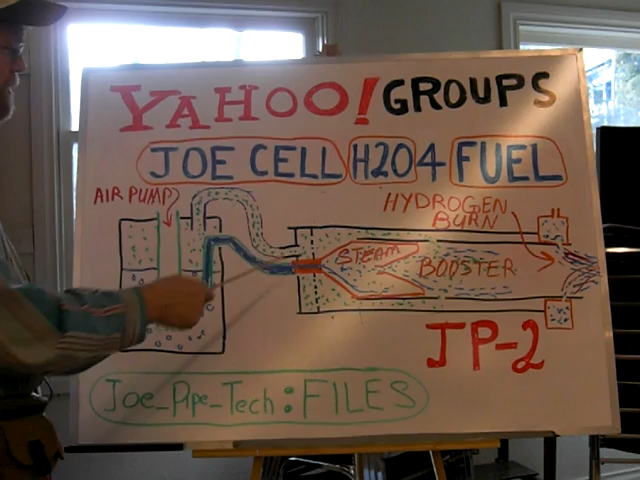 YAHOO! GROUPS
JOE CELL H2O4 FUEL
AIR PUMP
HYDROGEN
BURN
STEAM
BOOSTER
JP-2
Joe_Pipe_Tech: FILES